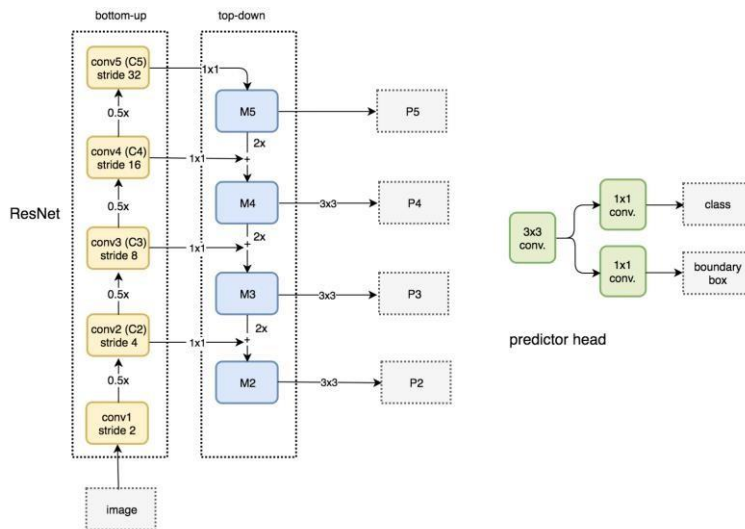 bottom-up
top-down
conv5 (C5)
stride 32
1x1
0.5x
M5
P5
2x
conv4 (C4)
stride 16
1x1
+
0.5x
M4
3x3
P4
ResNet
2x
conv3 (C3)
stride 8
1x1
+
0.5x
M3
3x3
P3
2x
conv2 (C2)
stride 4
1x1
+
0.5x
M2
3x3
P2
conv1
stride 2
image
3x3
conv.
1x1
conv.
class
1x1
conv.
boundary
box
predictor head